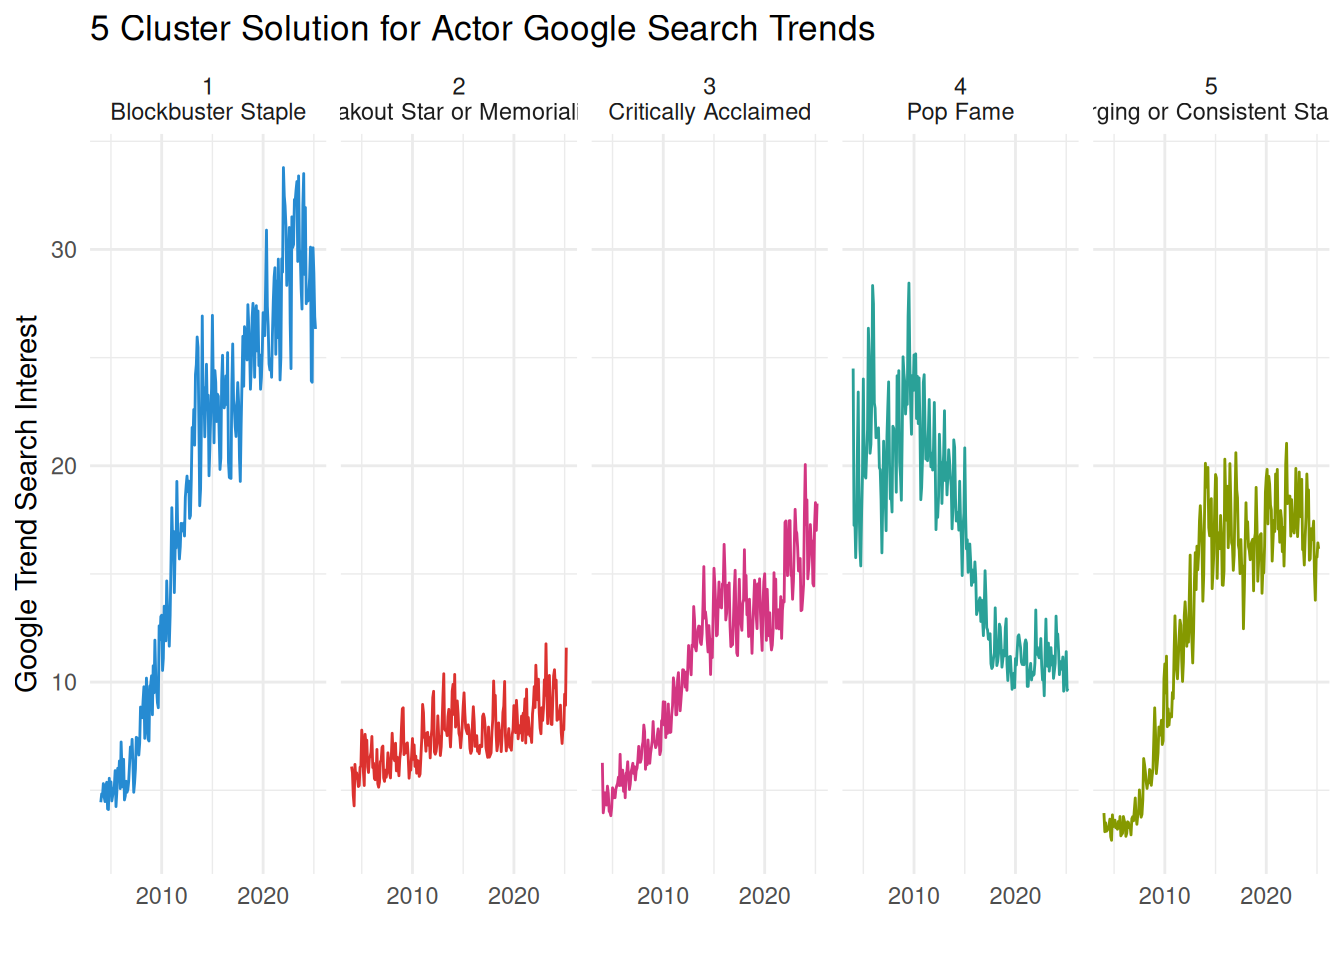 5 Cluster Solution for Actor Google Search Trends
1
Blockbuster Staple
2
akout Star or Memoriali
3
Critically Acclaimed
4
Pop Fame
5
rging or Consistent Sta
Google Trend Search Interest
30
20
10
2010 2020 2010 2020 2010 2020 2010 2020 2010 2020